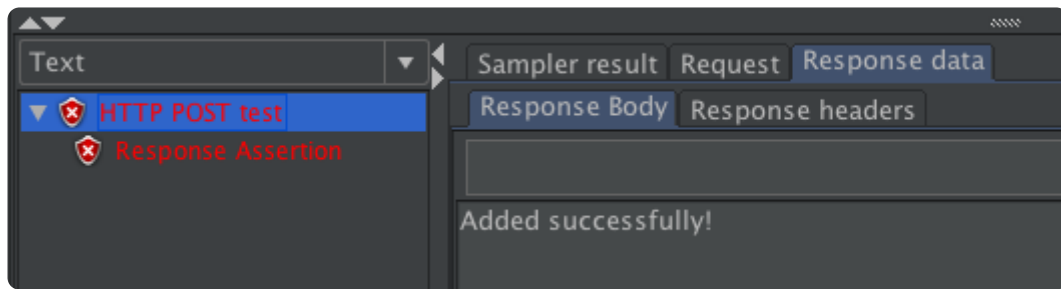 Text
Sampler result Request Response data
HTTP POST test
Response Body Response headers
Response Assertion
Added successfully!